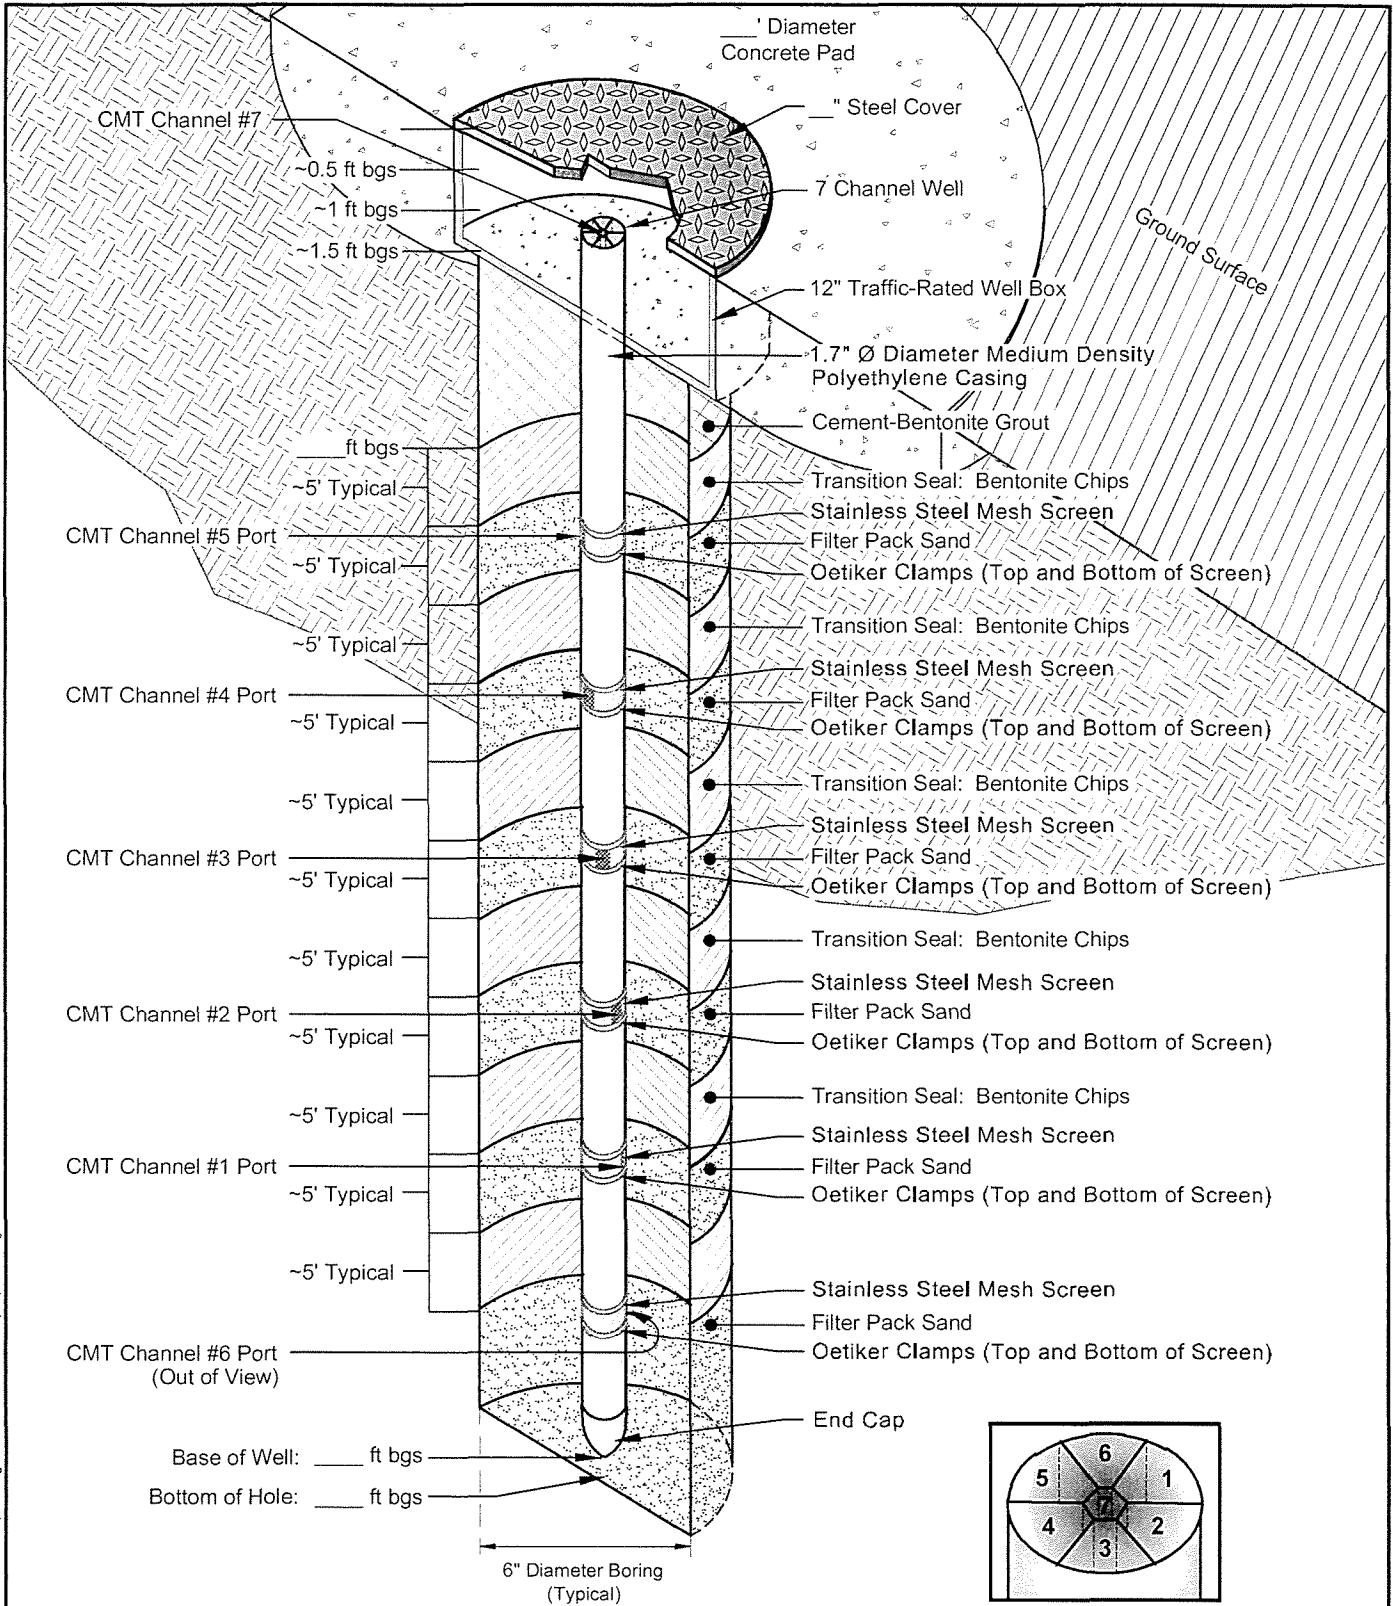 ___' Diameter
Concrete Pad
CMT Channel #7
__" Steel Cover
~0.5 ft bgs
7 Channel Well
~1 ft bgs
~1.5 ft bgs
Ground Surface
12" Traffic-Rated Well Box
1.7" Ø Diameter Medium Density
Polyethylene Casing
Cement-Bentonite Grout
____ft bgs
~5' Typical
Transition Seal: Bentonite Chips
Stainless Steel Mesh Screen
CMT Channel #5 Port
Filter Pack Sand
~5' Typical
Oetiker Clamps (Top and Bottom of Screen)
Transition Seal: Bentonite Chips
~5' Typical
Stainless Steel Mesh Screen
CMT Channel #4 Port
Filter Pack Sand
~5' Typical
Oetiker Clamps (Top and Bottom of Screen)
Transition Seal: Bentonite Chips
~5' Typical
Stainless Steel Mesh Screen
CMT Channel #3 Port
Filter Pack Sand
~5' Typical
Oetiker Clamps (Top and Bottom of Screen)
Transition Seal: Bentonite Chips
~5' Typical
Stainless Steel Mesh Screen
CMT Channel #2 Port
Filter Pack Sand
~5' Typical
Oetiker Clamps (Top and Bottom of Screen)
Transition Seal: Bentonite Chips
~5' Typical
Stainless Steel Mesh Screen
CMT Channel #1 Port
Filter Pack Sand
~5' Typical
Oetiker Clamps (Top and Bottom of Screen)
~5' Typical
Stainless Steel Mesh Screen
Filter Pack Sand
CMT Channel #6 Port
(Out of View)
Oetiker Clamps (Top and Bottom of Screen)
End Cap
Base of Well: ____ ft bgs
Bottom of Hole: ____ ft bgs
6" Diameter Boring
(Typical)
6
5
1
7
4
2
3